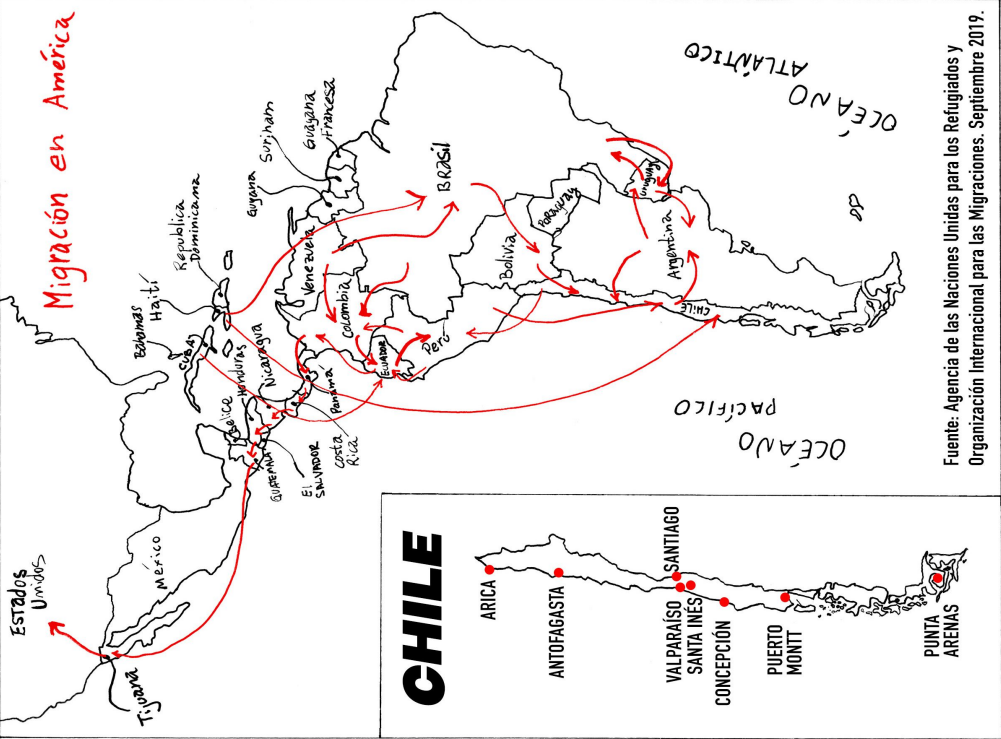 Migración en América
Estados
Unidos
Tijuana
México
Bahamas
Haití
Republica
Dominicana
CUBA
Belice
Honduras
Nicaragua
GUATEMALA
EL
SALVADOR
Costa
Rica
Panamá
Guyana
Surinam
Guayana
Francesa
Venezuela
Colombia
ECUADOR
Perú
BRasil
Bolivia
PARAGUAY
URUGUAY
Argentina
CHILE
OCÉANO
PACÍFICO
OCÉANO
ATLÁNTICO
CHILE
ARICA
ANTOFAGASTA
VALPARAÍSO
SANTIAGO
SANTA INÉS
CONCEPCIÓN
PUERTO
MONTT
PUNTA
ARENAS
Fuente: Agencia de las Naciones Unidas para los Refugiados y
Organización Internacional para las Migraciones. Septiembre 2019.